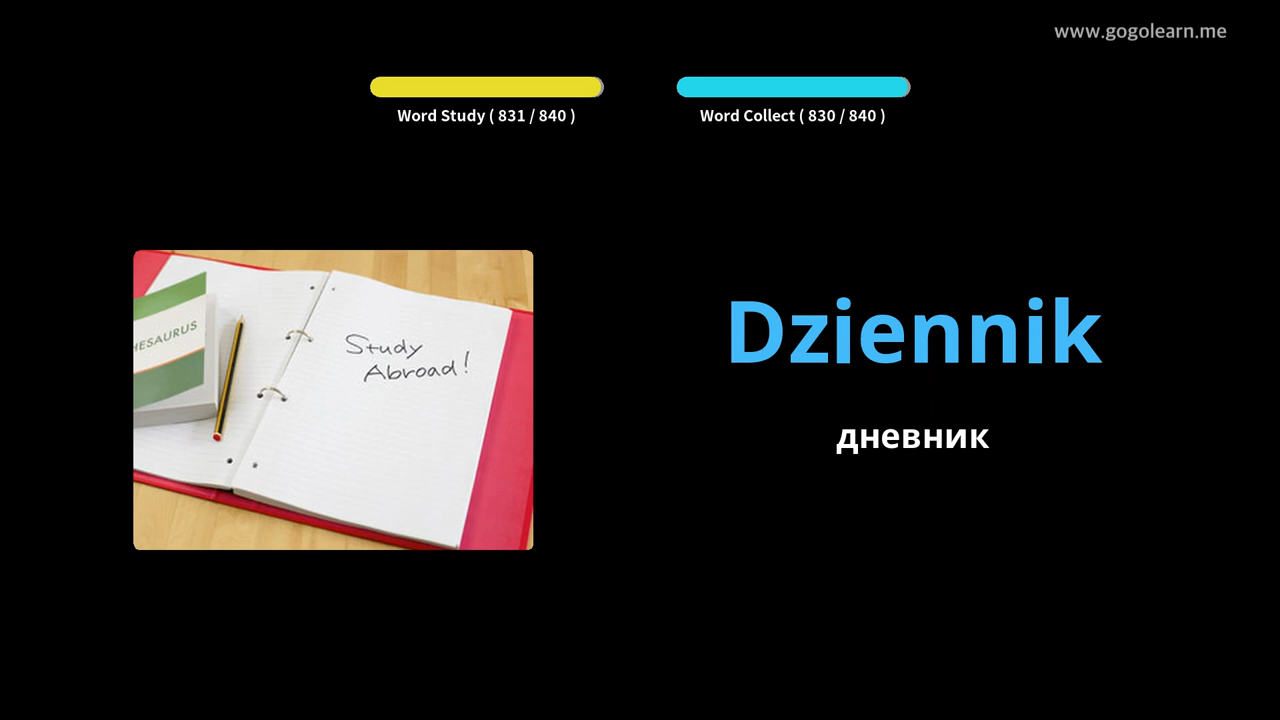 www.gogolearn.me
Word Study ( 831 / 840 )
Word Collect ( 830 / 840 )
HESAURUS
Study
Abroad!
Dziennik
дневник